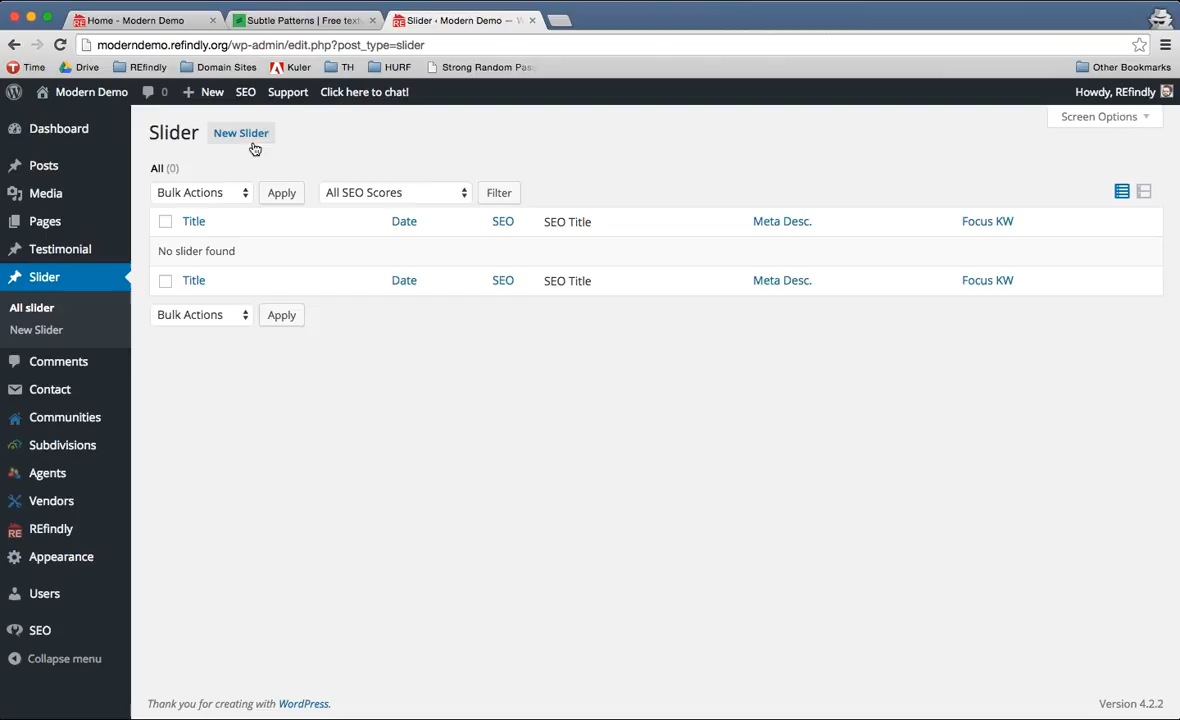 Home - Modern Demo
Subtle Patterns | Free text
Slider ‹ Modern Demo —
moderndemo.refindly.org/wp-admin/edit.php?post_type=slider
Time Drive REfindly Domain Sites Kuler TH HURF Strong Random Pas Other Bookmarks
Modern Demo 0 New SEO Support Click here to chat! Howdy, REfindly
Dashboard
Posts
Media
Pages
Testimonial
Slider
All slider
New Slider
Comments
Contact
Communities
Subdivisions
Agents
Vendors
RE REfindly
Appearance
Users
SEO
Collapse menu
Screen Options
Slider New Slider
All (0)
Bulk Actions Apply All SEO Scores Filter
Title Date SEO SEO Title Meta Desc. Focus KW
No slider found
Title Date SEO SEO Title Meta Desc. Focus KW
Bulk Actions Apply
Thank you for creating with WordPress. Version 4.2.2